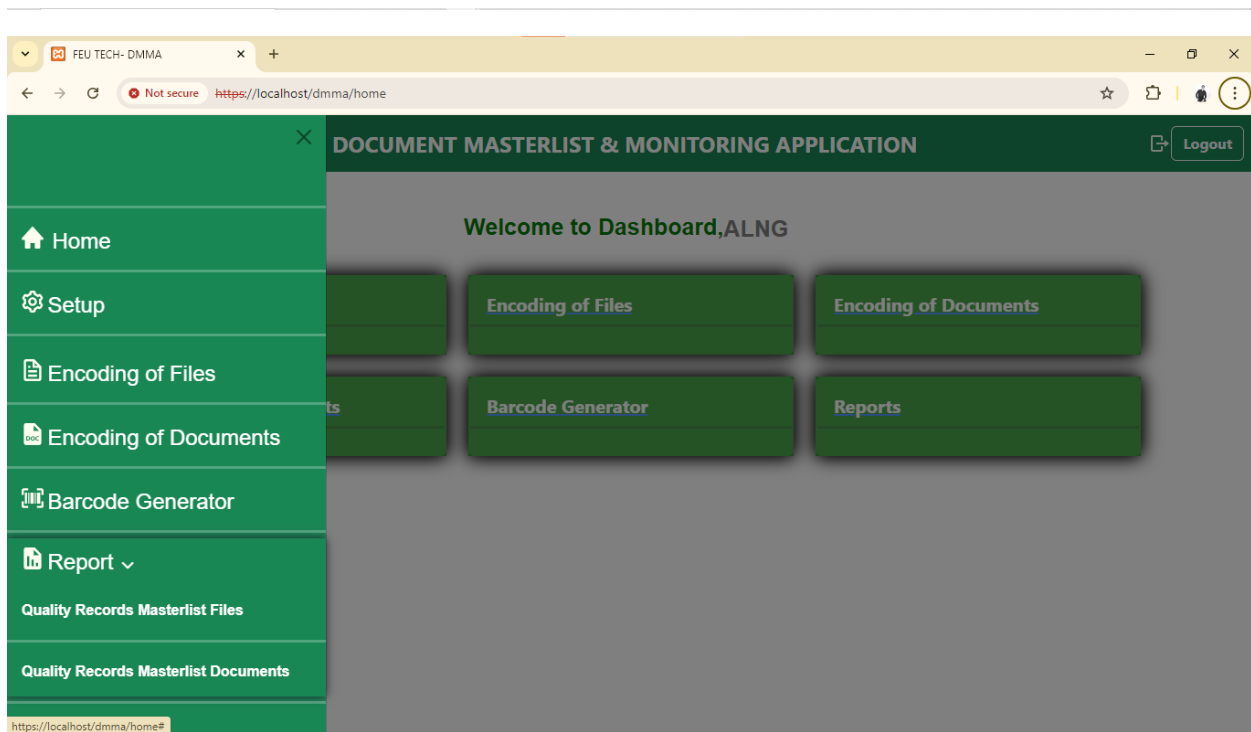 FEU TECH- DMMA
Not secure https://localhost/dmma/home
DOCUMENT MASTERLIST & MONITORING APPLICATION
Logout
Welcome to Dashboard,ALNG
Home
Setup
Encoding of Files
Encoding of Documents
Barcode Generator
Report
Quality Records Masterlist Files
Quality Records Masterlist Documents
Encoding of Files
Encoding of Documents
ts
Barcode Generator
Reports
https://localhost/dmma/home#